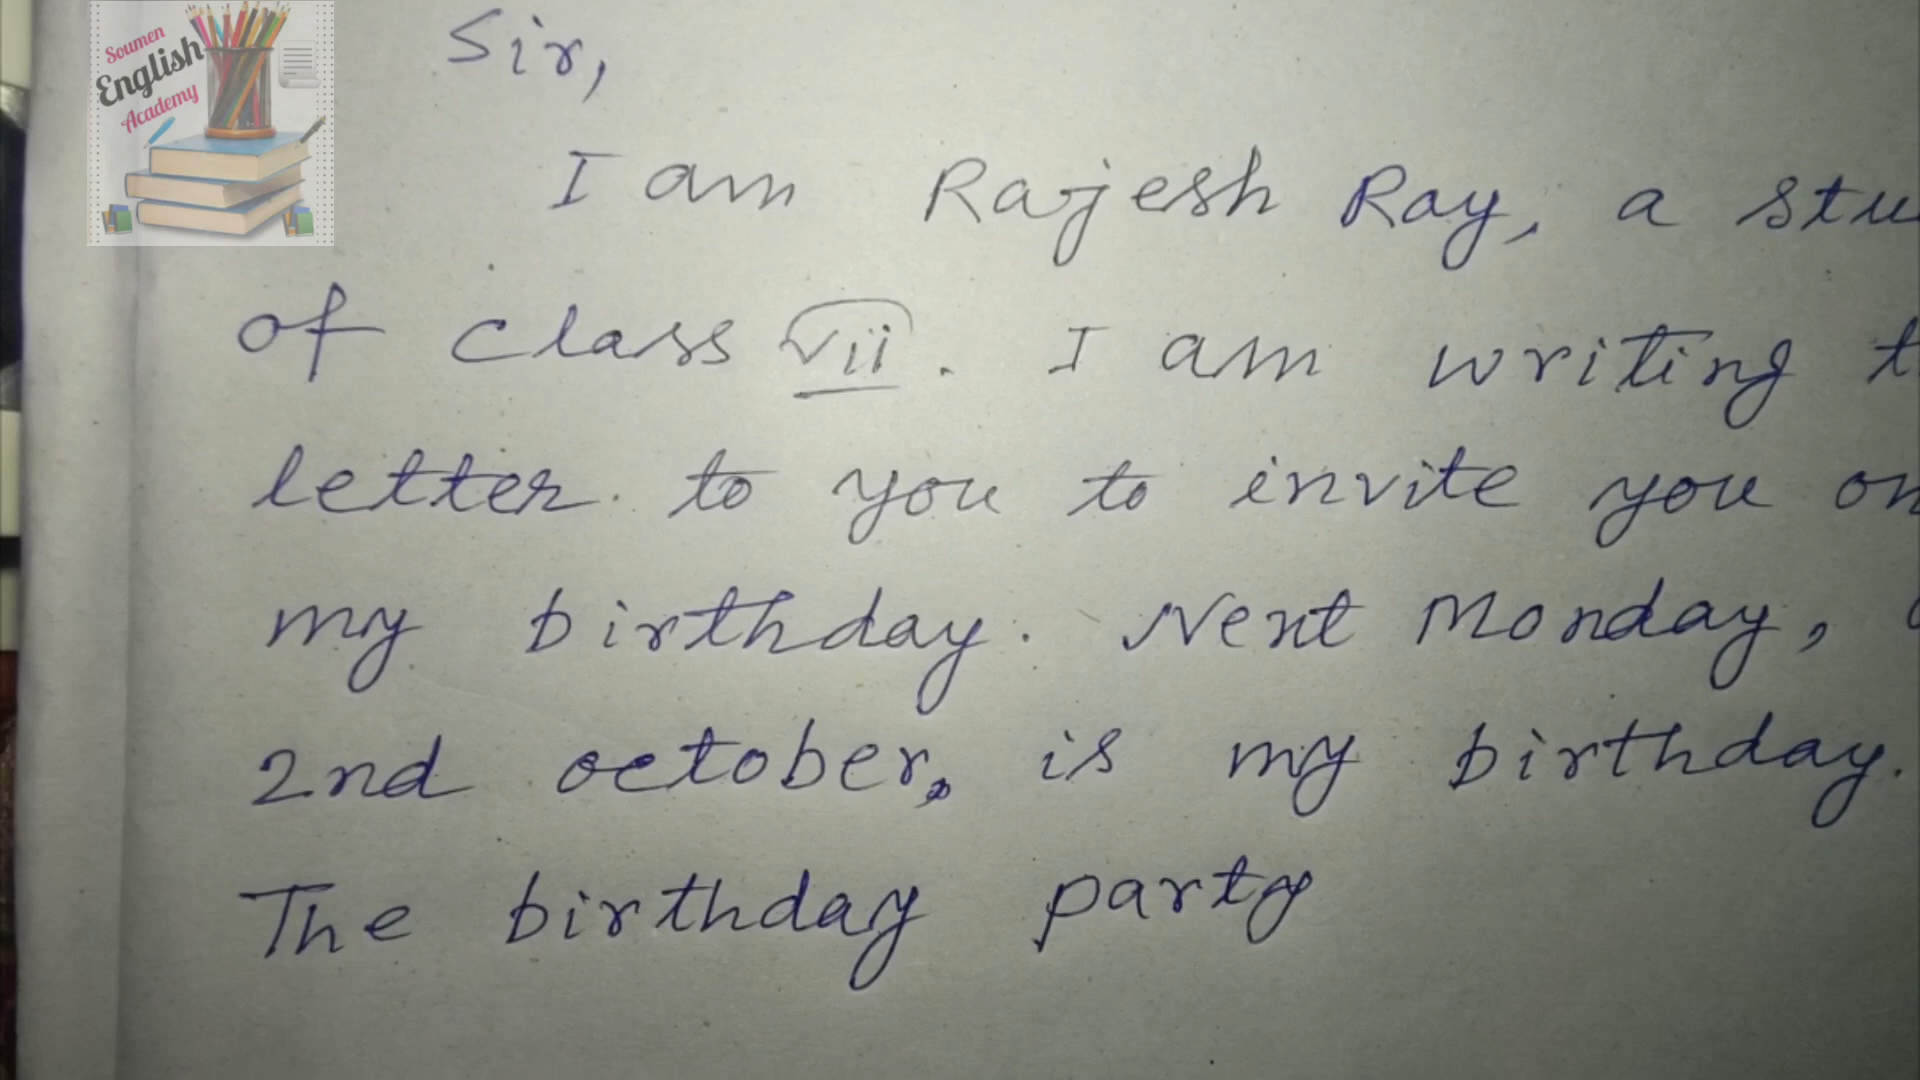 Soumen
English
Academy
Sir,
I am Rajesh Ray, a stu
of class vii. I am writing t
letter to you to invite you on
my birthday. Next Monday,
2nd october, is my birthday.
The birthday party